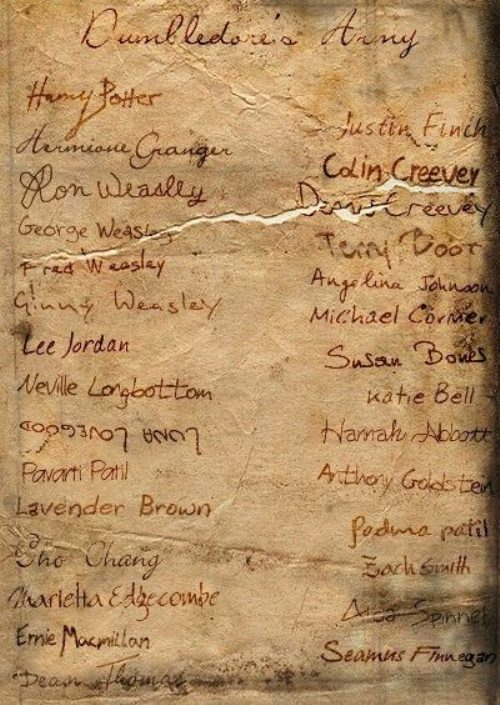 Dumbledore's Army
Harry Potter
Hermione Granger
Ron Weasley
George Weasley
Fred Weasley
Ginny Weasley
Lee Jordan
Neville Longbottom
LUNA LOVEGOOD
Pavarti Patil
Lavender Brown
Cho Chang
Marietta Edgecombe
Ernie Macmillan
Dean Thomas
Justin Finch
Colin Creevey
Dennis Creevey
Terry Boot
Angelina Johnson
Michael Corner
Susan Bones
Katie Bell
Hannah Abbott
Anthony Goldstein
Padma patil
Zach Smith
Spinnet
Seamus Finnegan